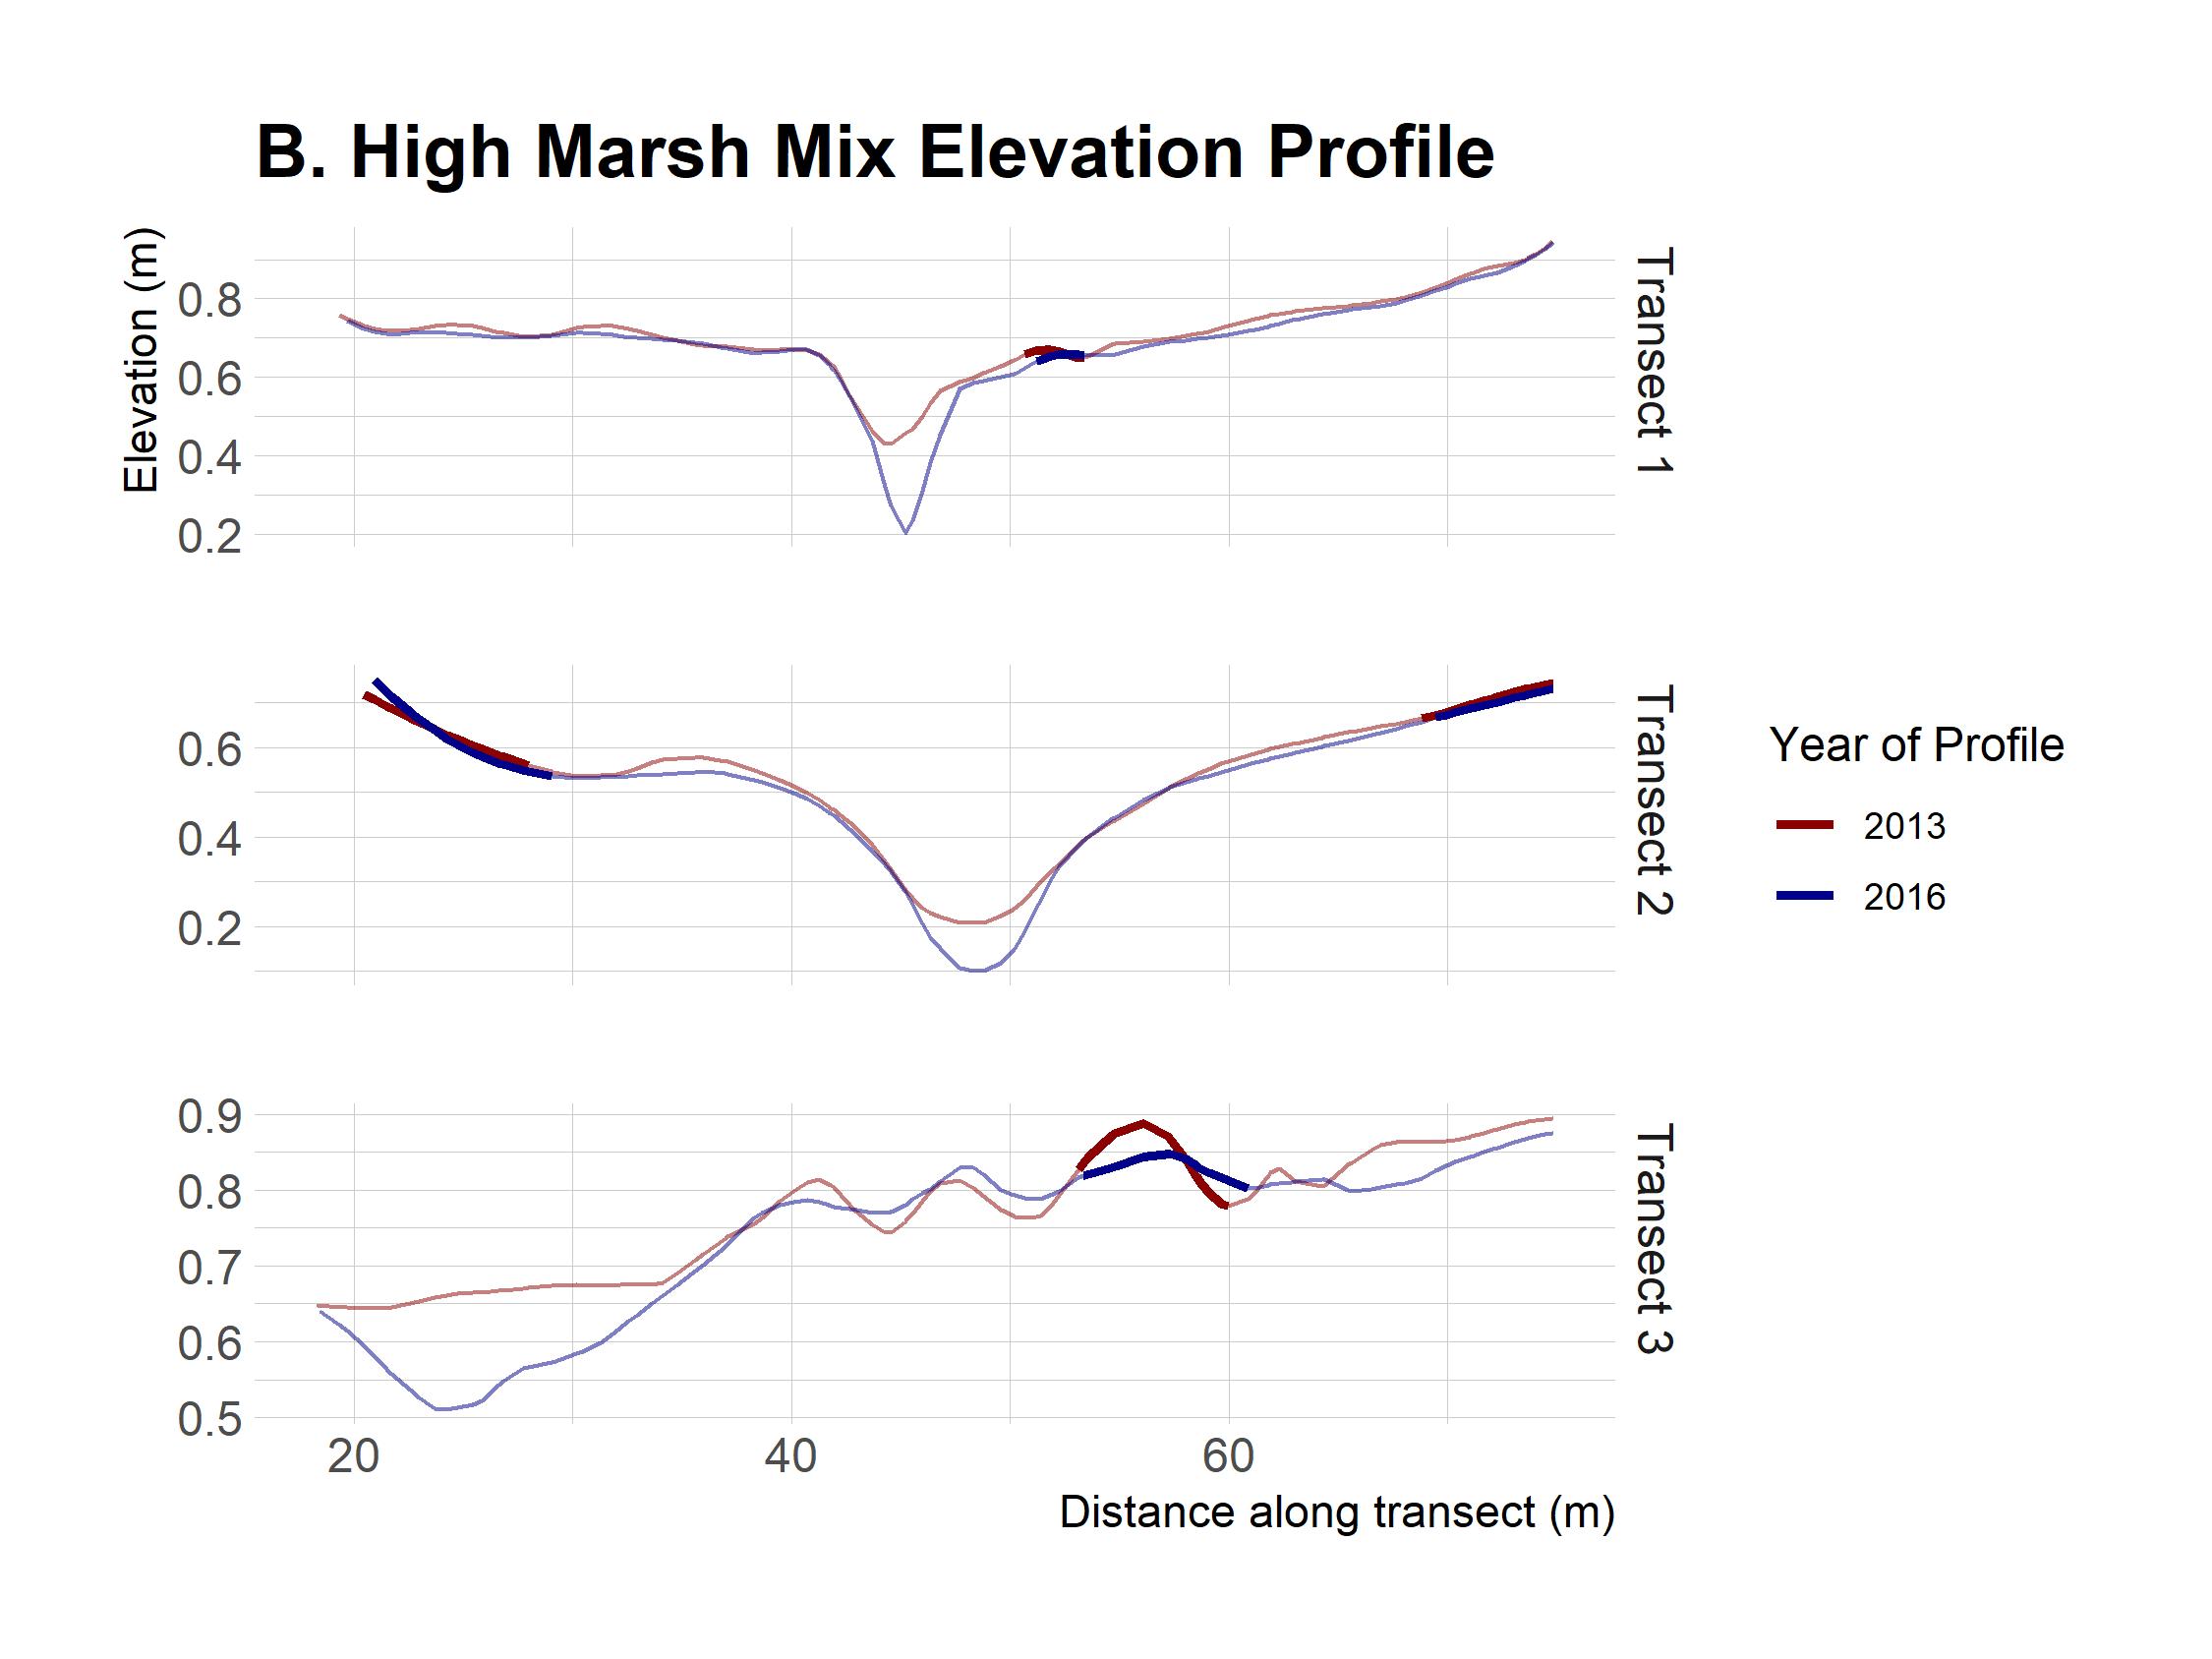 B. High Marsh Mix Elevation Profile
Elevation (m)
0.8
0.6
0.4
0.2
Transect 1
0.6
0.4
0.2
Transect 2
0.9
0.8
0.7
0.6
0.5
Transect 3
20 40 60
Distance along transect (m)
Year of Profile
2013
2016